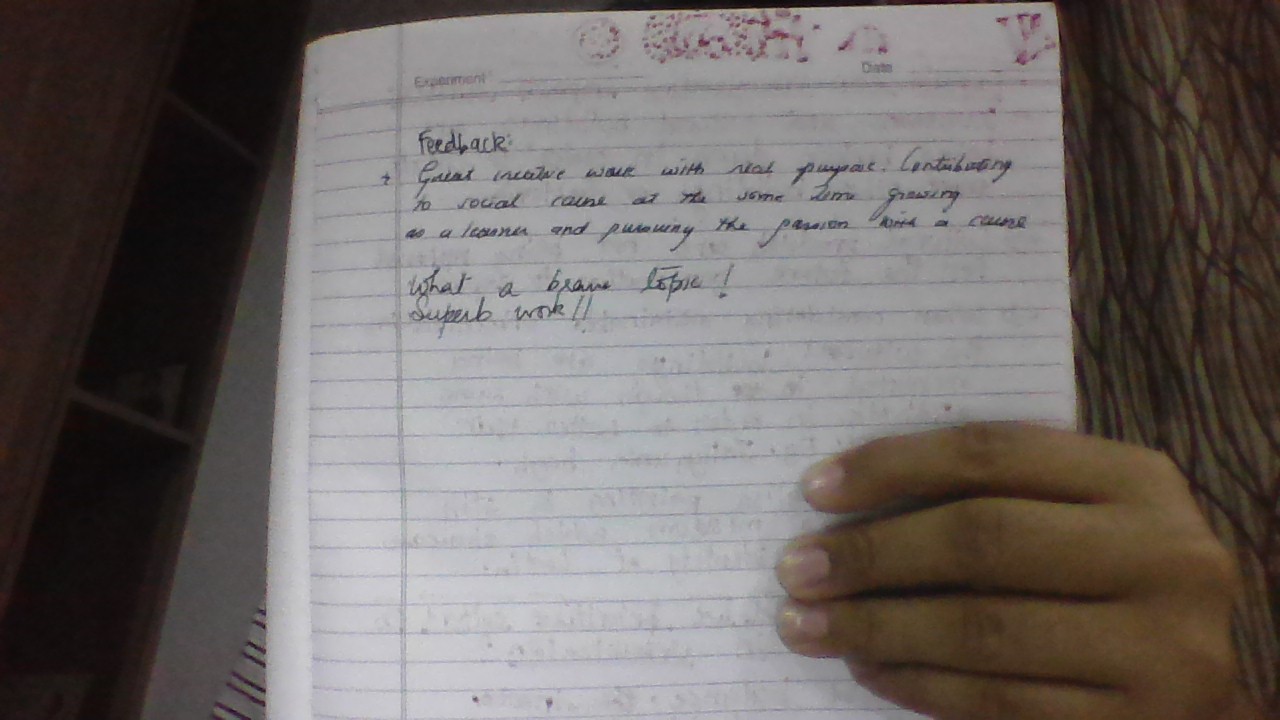 Experiment
Date
Feedback:
Great creative work with real purpose. Contributing
to social cause at the same time growing
as a learner and pursuing the passion with a cause
What a brave topic!
Superb work!!